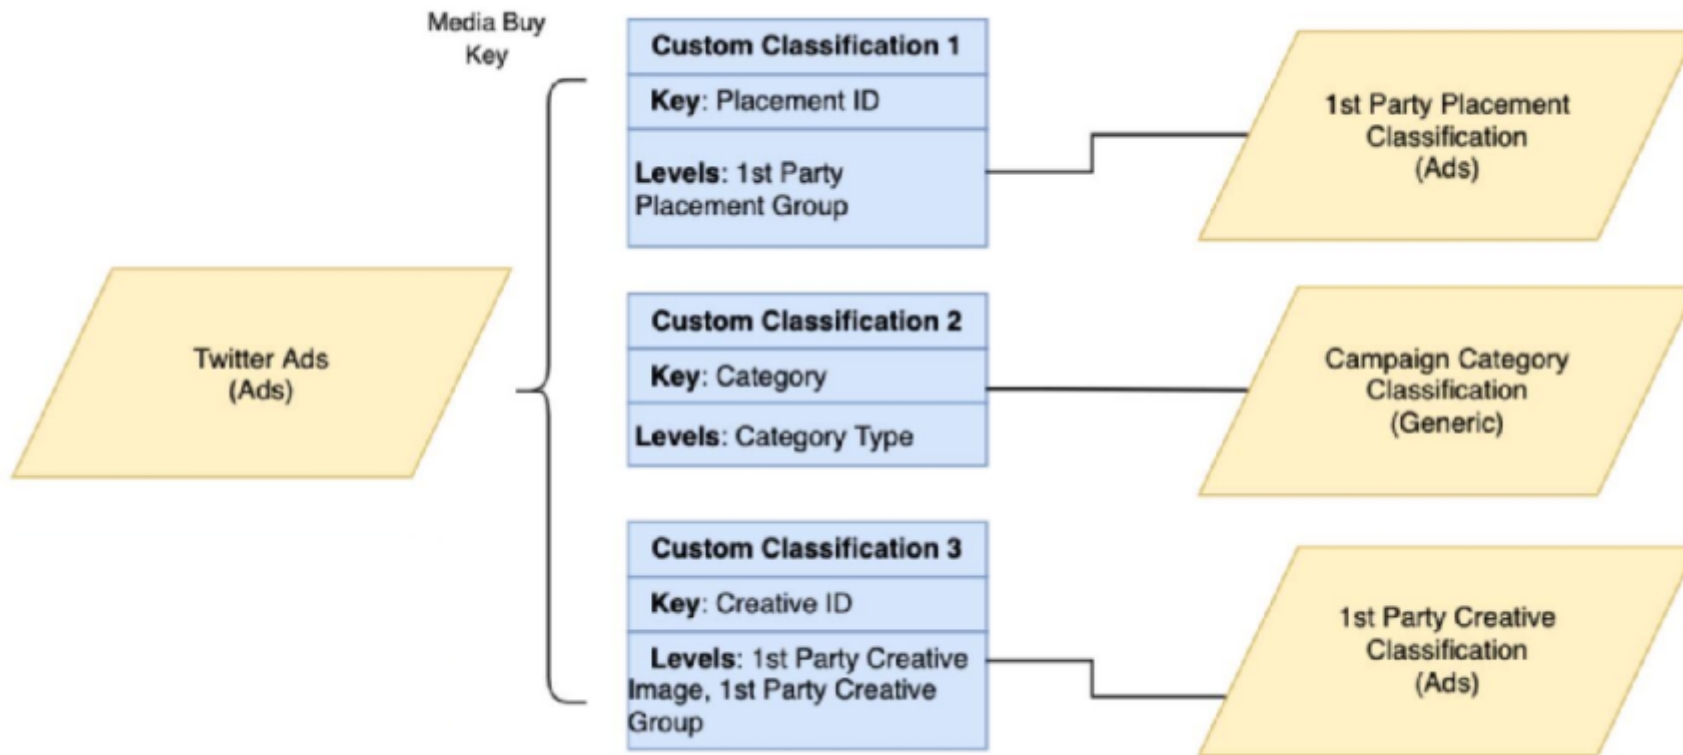 Media Buy
Key
Twitter Ads
(Ads)
Custom Classification 1
Key: Placement ID
Levels: 1st Party
Placement Group
1st Party Placement
Classification
(Ads)
Custom Classification 2
Key: Category
Levels: Category Type
Campaign Category
Classification
(Generic)
Custom Classification 3
Key: Creative ID
Levels: 1st Party Creative
Image, 1st Party Creative
Group
1st Party Creative
Classification
(Ads)